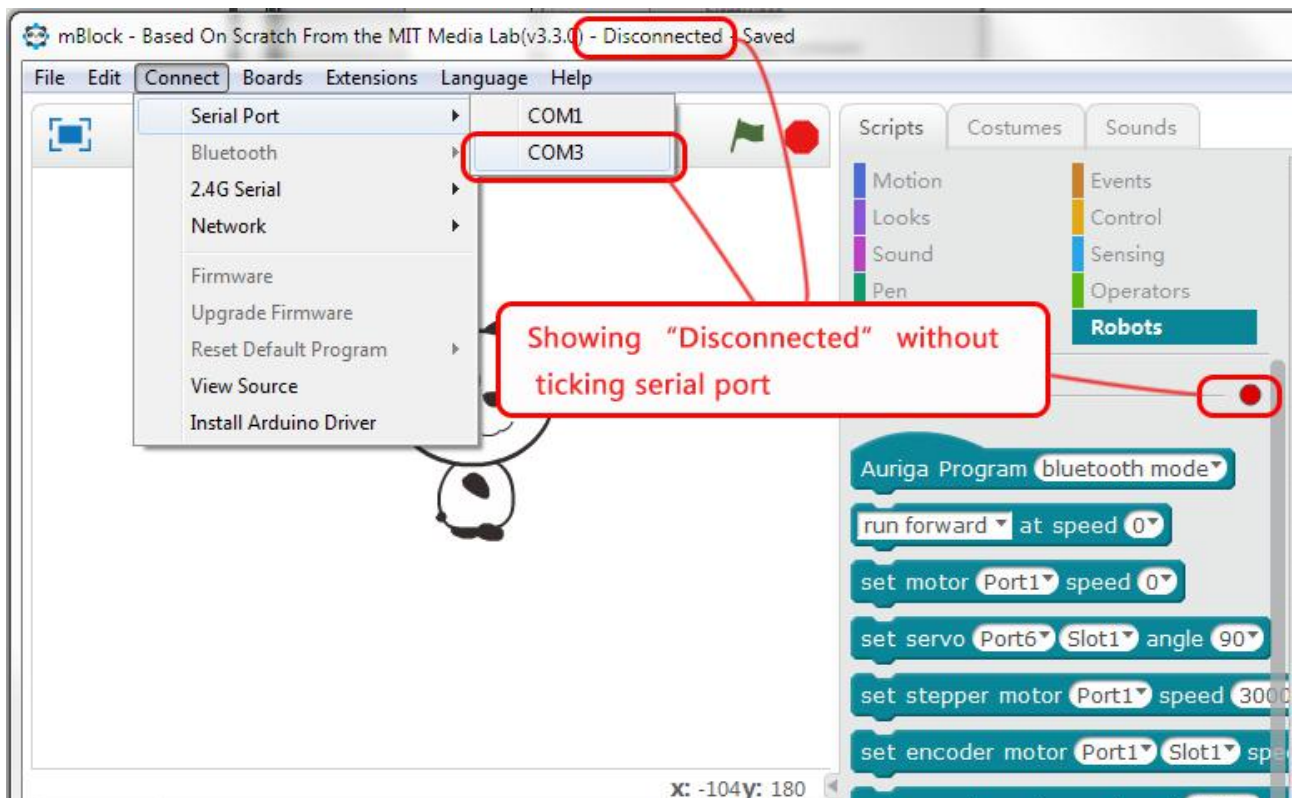 mBlock - Based On Scratch From the MIT Media Lab(v3.3.0) - Disconnected - Saved
File Edit Connect Boards Extensions Language Help
Serial Port
Bluetooth
2.4G Serial
Network
Firmware
Upgrade Firmware
Reset Default Program
View Source
Install Arduino Driver
COM1
COM3
Scripts Costumes Sounds
Motion Events
Looks Control
Sound Sensing
Pen Operators
Robots
Showing “Disconnected” without
ticking serial port
Auriga Program bluetooth mode
run forward at speed 0
set motor Port1 speed 0
set servo Port6 Slot1 angle 90
set stepper motor Port1 speed 3000
set encoder motor Port1 Slot1
x: -104 y: 180